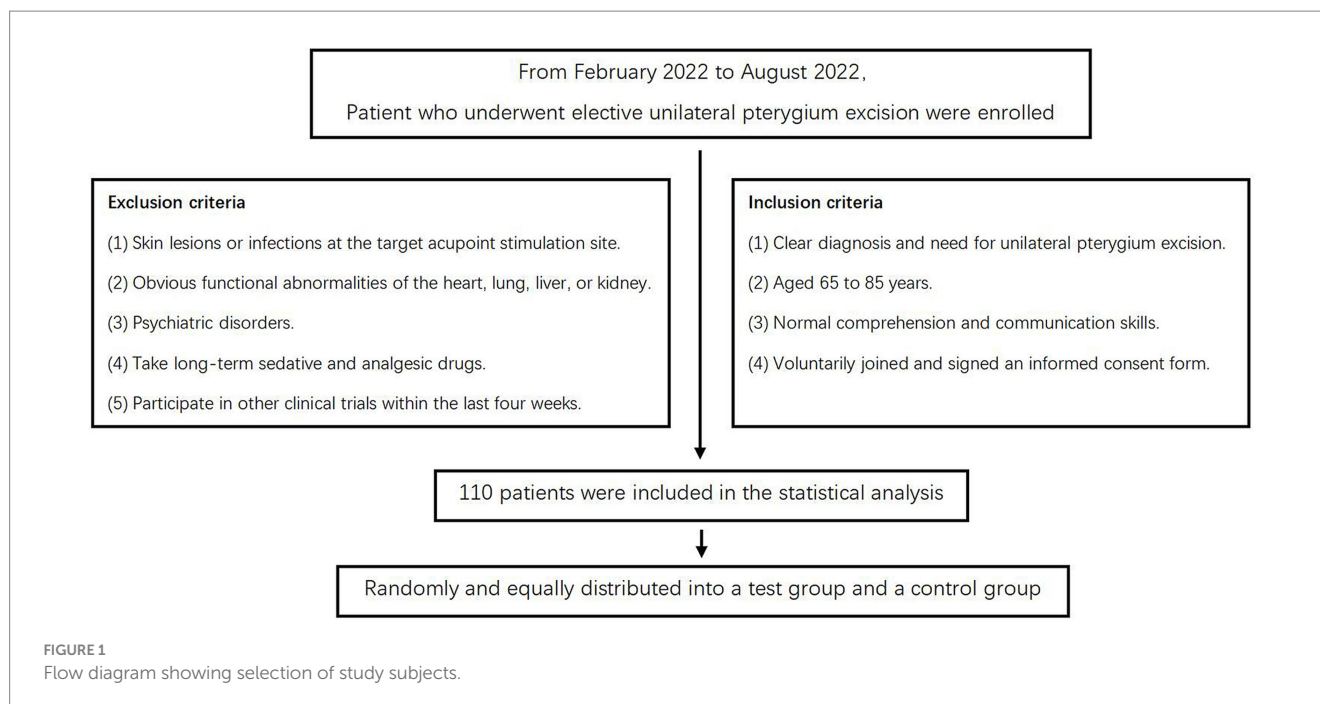 From February 2022 to August 2022,
Patient who underwent elective unilateral pterygium excision were enrolled
Exclusion criteria
(1) Skin lesions or infections at the target acupoint stimulation site.
(2) Obvious functional abnormalities of the heart, lung, liver, or kidney.
(3) Psychiatric disorders.
(4) Take long-term sedative and analgesic drugs.
(5) Participate in other clinical trials within the last four weeks.
Inclusion criteria
(1) Clear diagnosis and need for unilateral pterygium excision.
(2) Aged 65 to 85 years.
(3) Normal comprehension and communication skills.
(4) Voluntarily joined and signed an informed consent form.
110 patients were included in the statistical analysis
Randomly and equally distributed into a test group and a control group
FIGURE 1
Flow diagram showing selection of study subjects.